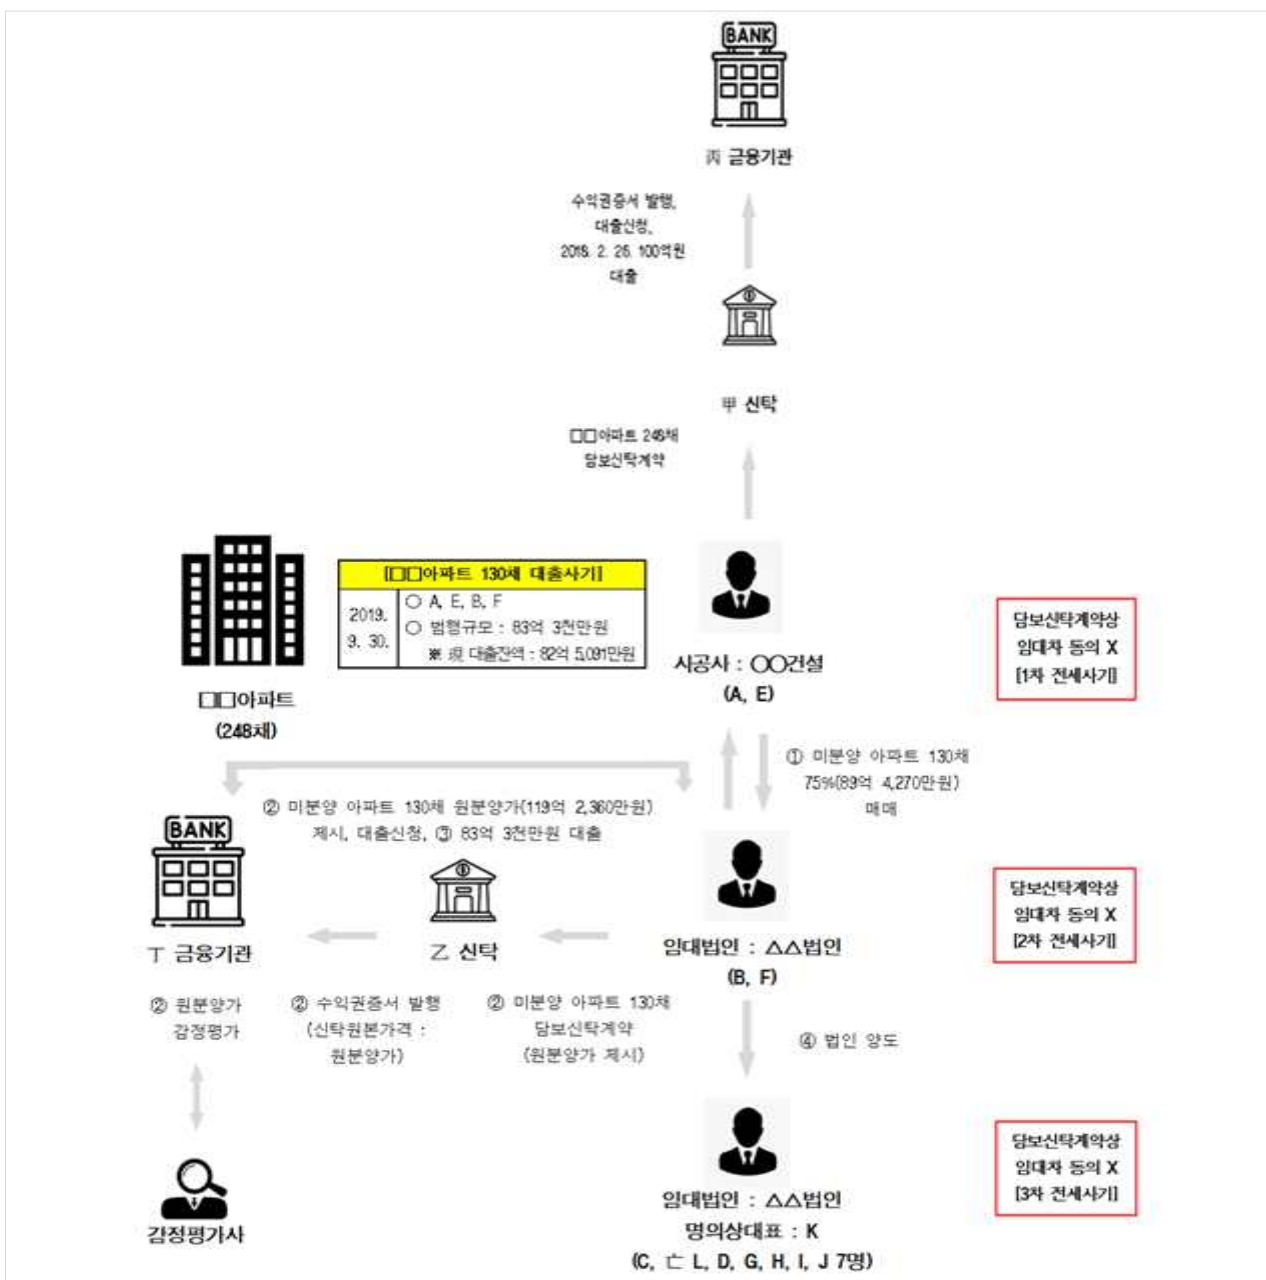 BANK
丙 금융기관
수익권증서 발행,
대출신청,
2018. 2. 26. 100억원
대출
甲 신탁
□□아파트 248채
담보신탁계약
[□□아파트 130채 대출사기]
2019.
9. 30.
○ A, E, B, F
○ 범행규모 : 83억 3천만원
※ 現 대출잔액 : 82억 5,091만원
시공사 : ○○건설
(A, E)
담보신탁계약상
임대차 동의 X
[1차 전세사기]
□□아파트
(248채)
① 미분양 아파트 130채
75%(89억 4,270만원)
매매
② 미분양 아파트 130채 원분양가(119억 2,360만원)
제시, 대출신청, ③ 83억 3천만원 대출
BANK
丁 금융기관
乙 신탁
임대법인 : △△법인
(B, F)
담보신탁계약상
임대차 동의 X
[2차 전세사기]
② 원분양가
감정평가
② 수익권증서 발행
(신탁원본가격 :
원분양가)
② 미분양 아파트 130채
담보신탁계약
(원분양가 제시)
④ 법인 양도
감정평가사
임대법인 : △△법인
명의상대표 : K
(C, 亡 L, D, G, H, I, J 7명)
담보신탁계약상
임대차 동의 X
[3차 전세사기]